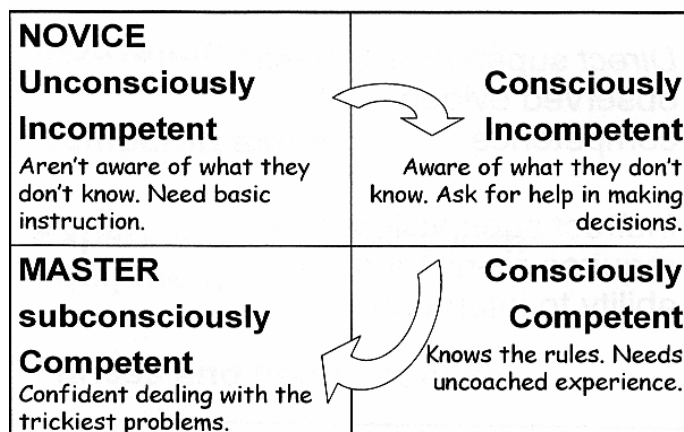 NOVICE
Unconsciously
Incompetent
Aren't aware of what they
don't know. Need basic
instruction.
Consciously
Incompetent
Aware of what they don't
know. Ask for help in making
decisions.
MASTER
subconsciously
Competent
Confident dealing with the
trickiest problems.
Consciously
Competent
Knows the rules. Needs
uncoached experience.